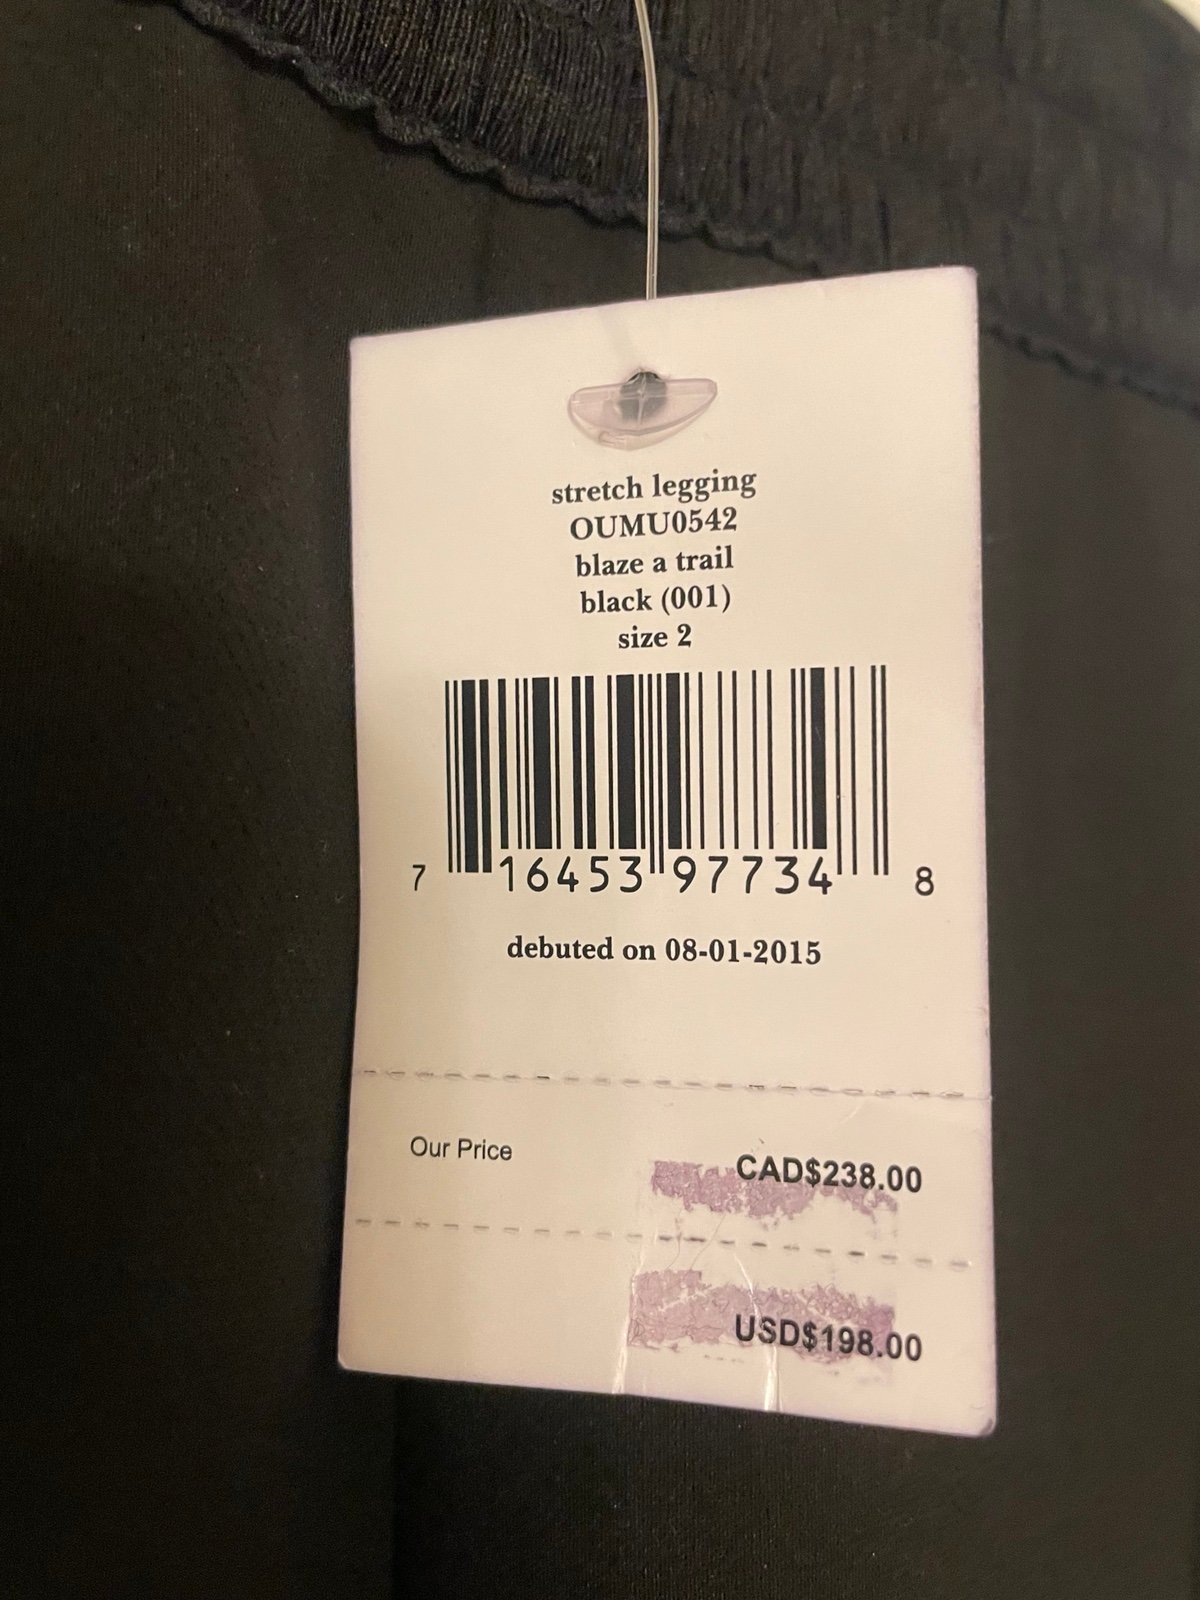 stretch legging
OUMU0542
blaze a trail
black (001)
size 2
7 16453 97734 8
debuted on 08-01-2015
Our Price CAD$238.00
USD$198.00